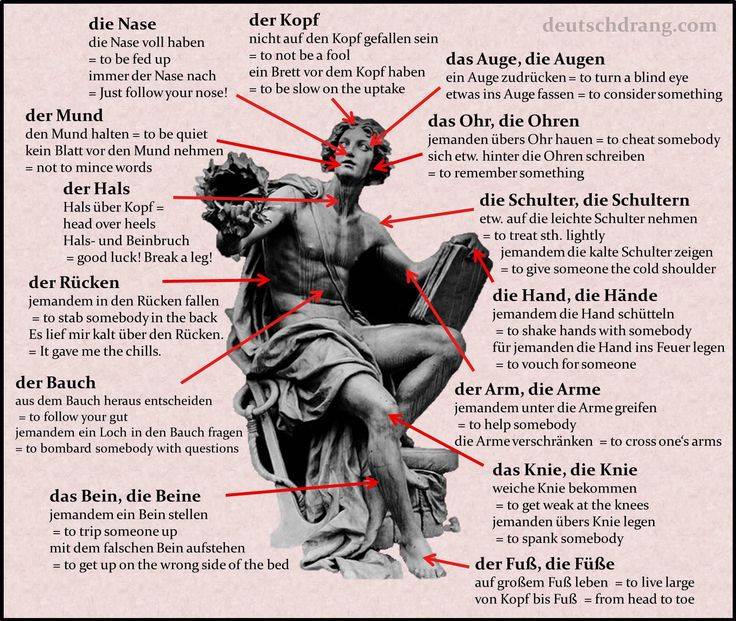 deutschdrang.com
die Nase
die Nase voll haben
= to be fed up
immer der Nase nach
= Just follow your nose!
der Kopf
nicht auf den Kopf gefallen sein
= to not be a fool
ein Brett vor dem Kopf haben
= to be slow on the uptake
das Auge, die Augen
ein Auge zudrücken = to turn a blind eye
etwas ins Auge fassen = to consider something
der Mund
den Mund halten = to be quiet
kein Blatt vor den Mund nehmen
= not to mince words
das Ohr, die Ohren
jemanden übers Ohr hauen = to cheat somebody
sich etw. hinter die Ohren schreiben
= to remember something
der Hals
Hals über Kopf =
head over heels
Hals- und Beinbruch
= good luck! Break a leg!
die Schulter, die Schultern
etw. auf die leichte Schulter nehmen
= to treat sth. lightly
jemandem die kalte Schulter zeigen
= to give someone the cold shoulder
der Rücken
jemandem in den Rücken fallen
= to stab somebody in the back
Es lief mir kalt über den Rücken.
= It gave me the chills.
die Hand, die Hände
jemandem die Hand schütteln
= to shake hands with somebody
für jemanden die Hand ins Feuer legen
= to vouch for someone
der Bauch
aus dem Bauch heraus entscheiden
= to follow your gut
jemandem ein Loch in den Bauch fragen
= to bombard somebody with questions
der Arm, die Arme
jemandem unter die Arme greifen
= to help somebody
die Arme verschränken = to cross one's arms
das Knie, die Knie
weiche Knie bekommen
= to get weak at the knees
jemanden übers Knie legen
= to spank somebody
das Bein, die Beine
jemandem ein Bein stellen
= to trip someone up
mit dem falschen Bein aufstehen
= to get up on the wrong side of the bed
der Fuß, die Füße
auf großem Fuß leben = to live large
von Kopf bis Fuß = from head to toe